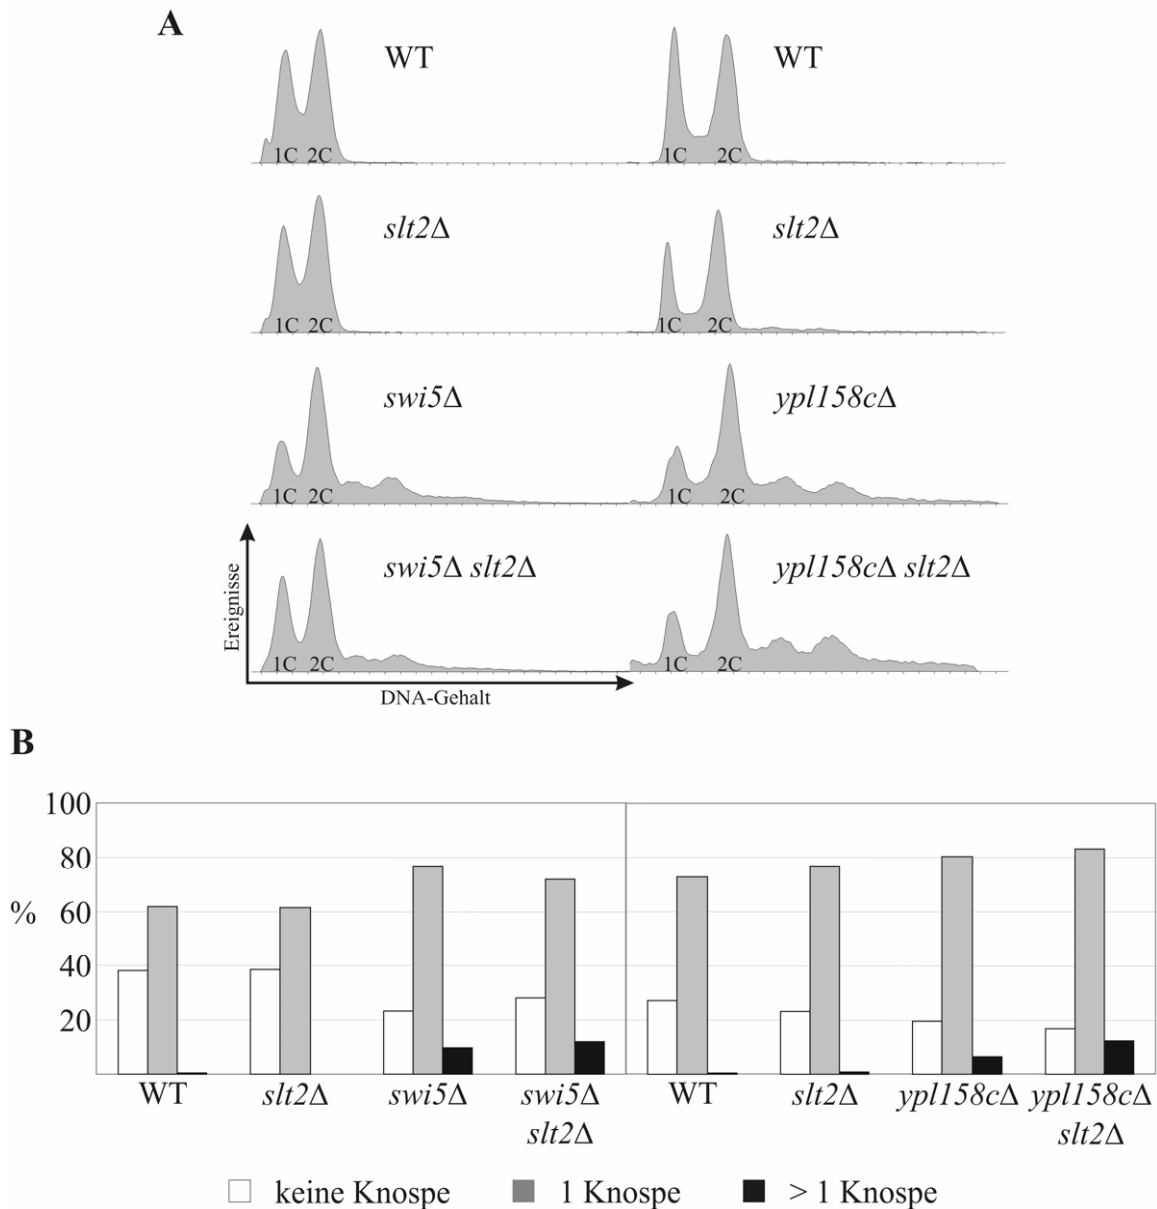 A
WT
WT
1C 2C
1C 2C
slt2Δ
slt2Δ
1C 2C
1C 2C
swi5Δ
ypl158cΔ
1C 2C
1C 2C
swi5Δ slt2Δ
ypl158cΔ slt2Δ
Ereignisse
1C 2C
1C 2C
DNA-Gehalt
B
100
80
60
%
40
20
WT slt2Δ swi5Δ swi5Δ WT slt2Δ ypl158cΔ ypl158cΔ
slt2Δ slt2Δ
keine Knospe 1 Knospe > 1 Knospe